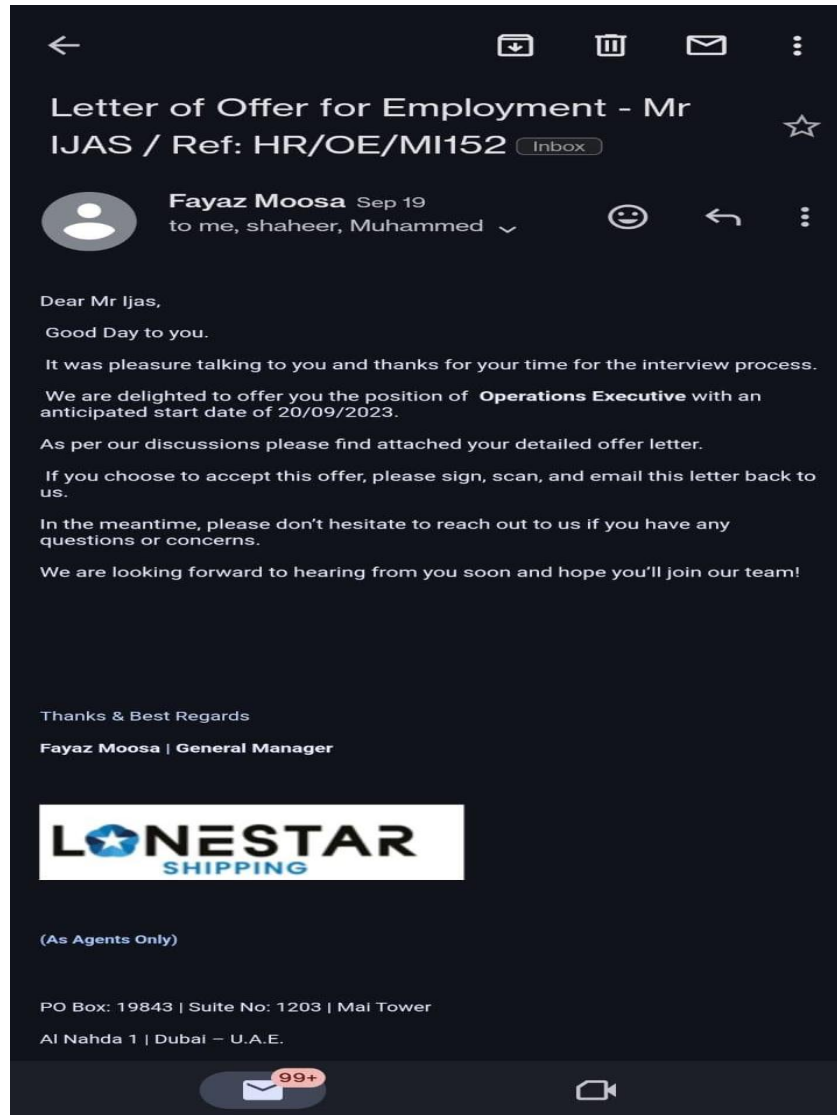 Letter of Offer for Employment - Mr
IJAS / Ref: HR/OE/MI152 Inbox
Fayaz Moosa Sep 19
to me, shaheer, Muhammed
Dear Mr Ijas,
Good Day to you.
It was pleasure talking to you and thanks for your time for the interview process.
We are delighted to offer you the position of Operations Executive with an
anticipated start date of 20/09/2023.
As per our discussions please find attached your detailed offer letter.
If you choose to accept this offer, please sign, scan, and email this letter back to
us.
In the meantime, please don't hesitate to reach out to us if you have any
questions or concerns.
We are looking forward to hearing from you soon and hope you'll join our team!
Thanks & Best Regards
Fayaz Moosa | General Manager
LONESTAR
SHIPPING
(As Agents Only)
PO Box: 19843 | Suite No: 1203 | Mai Tower
Al Nahda 1 | Dubai – U.A.E.
99+